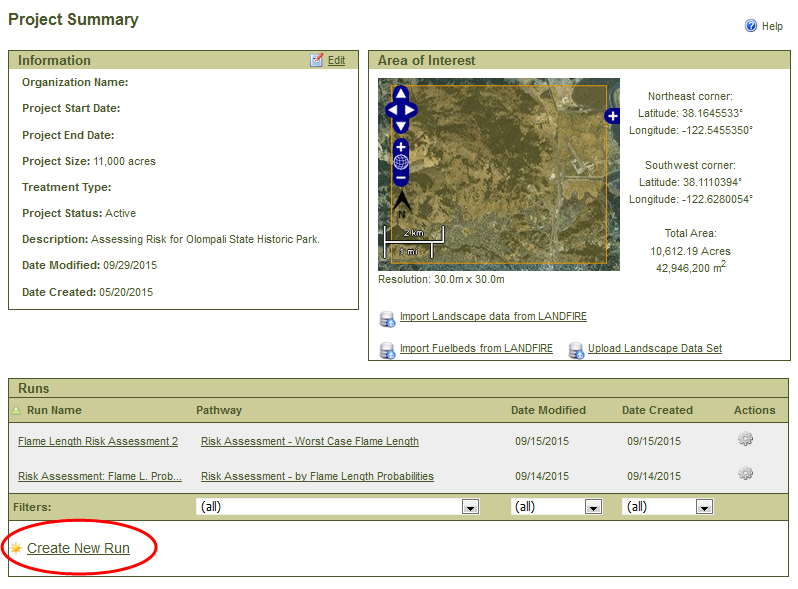 Project Summary
Help
Information
Edit
Organization Name:
Project Start Date:
Project End Date:
Project Size: 11,000 acres
Treatment Type:
Project Status: Active
Description: Assessing Risk for Olompali State Historic Park.
Date Modified: 09/29/2015
Date Created: 05/20/2015
Area of Interest
N
2 km
1 mi
Resolution: 30.0m x 30.0m
Northeast corner:
Latitude: 38.1645533°
Longitude: -122.5455350°
Southwest corner:
Latitude: 38.1110394°
Longitude: -122.6280054°
Total Area:
10,612.19 Acres
42,946,200 m2
Import Landscape data from LANDFIRE
Import Fuelbeds from LANDFIRE
Upload Landscape Data Set
Runs
Run Name Pathway Date Modified Date Created Actions
Flame Length Risk Assessment 2 Risk Assessment - Worst Case Flame Length 09/15/2015 09/15/2015
Risk Assessment: Flame L. Prob... Risk Assessment - by Flame Length Probabilities 09/14/2015 09/14/2015
Filters: (all) (all) (all)
Create New Run